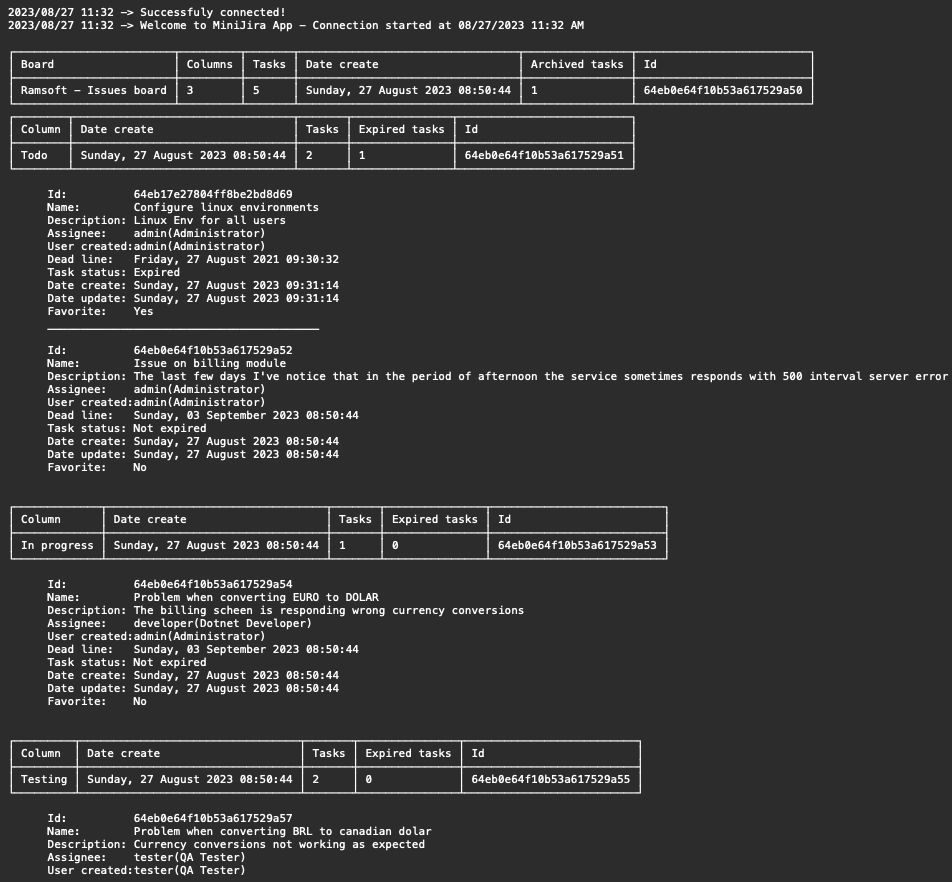 2023/08/27 11:32 —> Successfuly connected!
2023/08/27 11:32 —> Welcome to MiniJira App — Connection started at 08/27/2023 11:32 AM
Board Columns Tasks Date create Archived tasks Id
Ramsoft — Issues board 3 5 Sunday, 27 August 2023 08:50:44 1 64eb0e64f10b53a617529a50
Column Date create Tasks Expired tasks Id
Todo Sunday, 27 August 2023 08:50:44 2 1 64eb0e64f10b53a617529a51
Id: 64eb17e27804ff8be2bd8d69
Name: Configure linux environments
Description: Linux Env for all users
Assignee: admin(Administrator)
User created:admin(Administrator)
Dead line: Friday, 27 August 2021 09:30:32
Task status: Expired
Date create: Sunday, 27 August 2023 09:31:14
Date update: Sunday, 27 August 2023 09:31:14
Favorite: Yes
Id: 64eb0e64f10b53a617529a52
Name: Issue on billing module
Description: The last few days I've notice that in the period of afternoon the service sometimes responds with 500 interval server error
Assignee: admin(Administrator)
User created:admin(Administrator)
Dead line: Sunday, 03 September 2023 08:50:44
Task status: Not expired
Date create: Sunday, 27 August 2023 08:50:44
Date update: Sunday, 27 August 2023 08:50:44
Favorite: No
Column Date create Tasks Expired tasks Id
In progress Sunday, 27 August 2023 08:50:44 1 0 64eb0e64f10b53a617529a53
Id: 64eb0e64f10b53a617529a54
Name: Problem when converting EURO to DOLAR
Description: The billing scheen is responding wrong currency conversions
Assignee: developer(Dotnet Developer)
User created:admin(Administrator)
Dead line: Sunday, 03 September 2023 08:50:44
Task status: Not expired
Date create: Sunday, 27 August 2023 08:50:44
Date update: Sunday, 27 August 2023 08:50:44
Favorite: No
Column Date create Tasks Expired tasks Id
Testing Sunday, 27 August 2023 08:50:44 2 0 64eb0e64f10b53a617529a55
Id: 64eb0e64f10b53a617529a57
Name: Problem when converting BRL to canadian dolar
Description: Currency conversions not working as expected
Assignee: tester(QA Tester)
User created:tester(QA Tester)